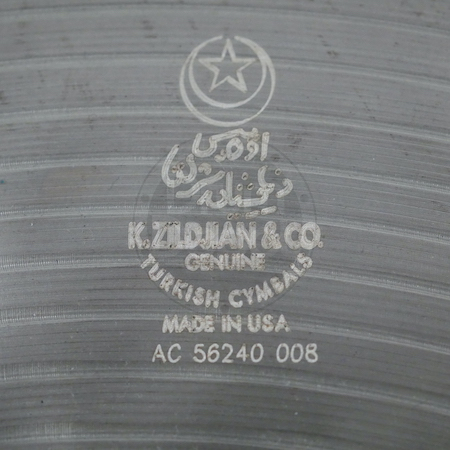 K. ZILDJIAN & CO.
GENUINE
TURKISH CYMBALS
MADE IN USA
AC 56240 008